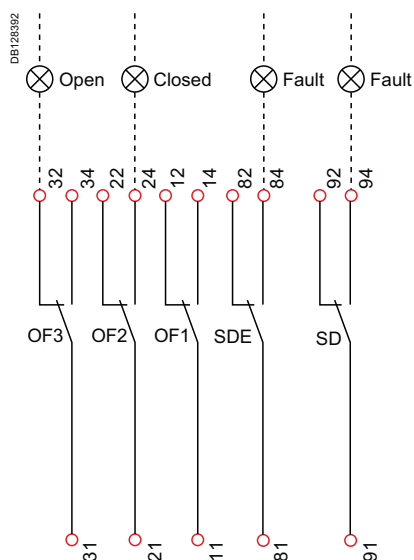 DB128392
Open Closed Fault Fault
32 34 22 24 12 14 82 84 92 94
OF3 OF2 OF1 SDE SD
31 21 11 81 91